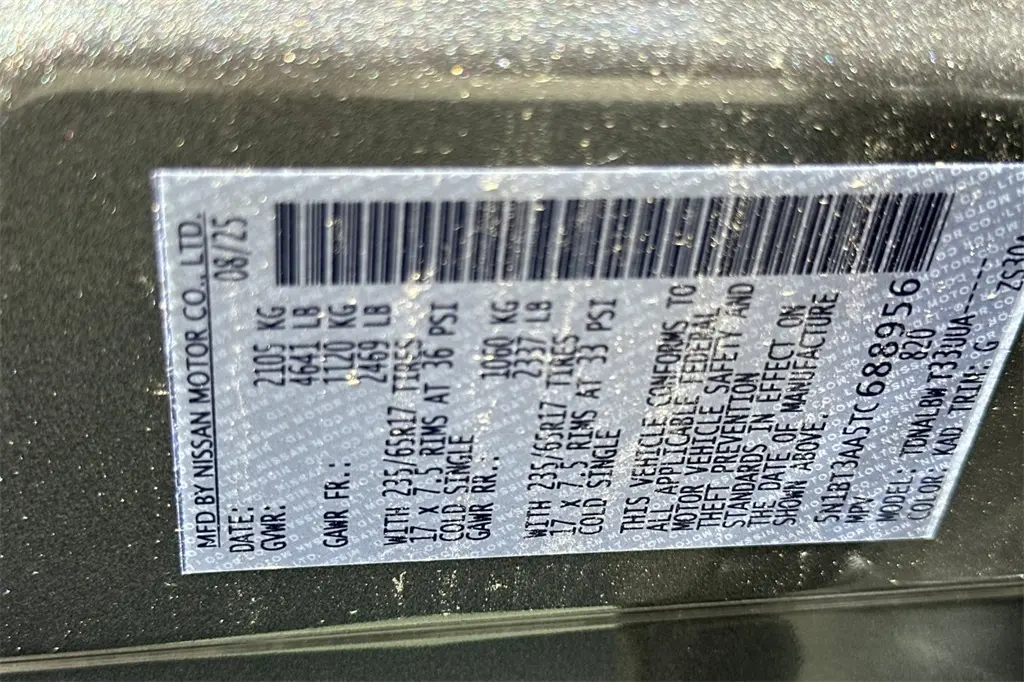 MFD BY NISSAN MOTOR CO., LTD.
DATE: 08/25
GVWR: 2105 KG
4641 LB
GAWR FR.: 1120 KG
2469 LB
WITH 235/65R17 TIRES
17 X 7.5 RIMS AT 36 PSI
COLD SINGLE
GAWR RR.: 1060 KG
2337 LB
WITH 235/65R17 TIRES
17 X 7.5 RIMS AT 33 PSI
COLD SINGLE
THIS VEHICLE CONFORMS TO
ALL APPLICABLE FEDERAL
MOTOR VEHICLE SAFETY AND
THEFT PREVENTION
STANDARDS IN EFFECT ON
THE DATE OF MANUFACTURE
SHOWN ABOVE.
5N1BT3AA5TC688956
MPV 820
MODEL: TDNALBW T33UUA-----
COLOR: KAD TRIM: G ZS30-